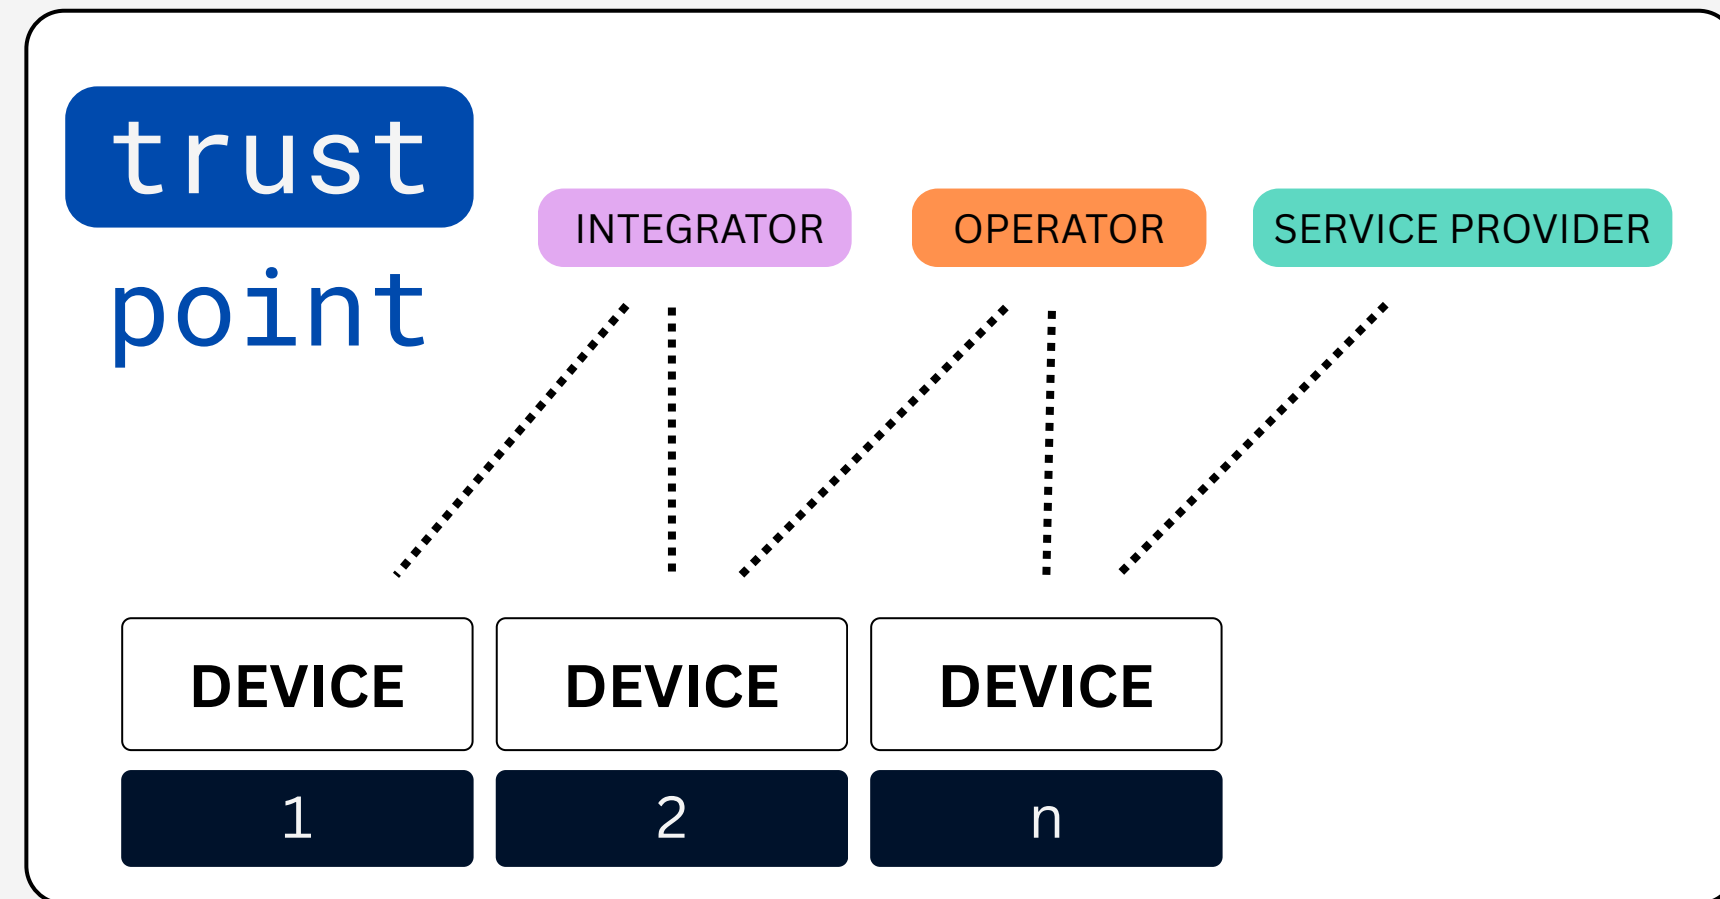 trust
point
INTEGRATOR
OPERATOR
SERVICE PROVIDER
DEVICE
DEVICE
DEVICE
1
2
n